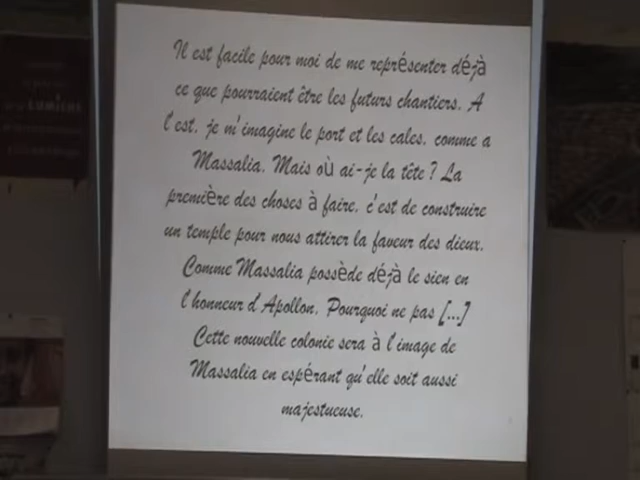 LUMIÈRE
Il est facile pour moi de me représenter déjà
ce que pourraient être les futurs chantiers. A
l'est, je m'imagine le port et les cales, comme a
Massalia. Mais où ai-je la tête ? La
première des choses à faire, c'est de construire
un temple pour nous attirer la faveur des dieux.
Comme Massalia possède déjà le sien en
l'honneur d'Apollon. Pourquoi ne pas [...]
Cette nouvelle colonie sera à l'image de
Massalia en espérant qu'elle soit aussi
majestueuse.